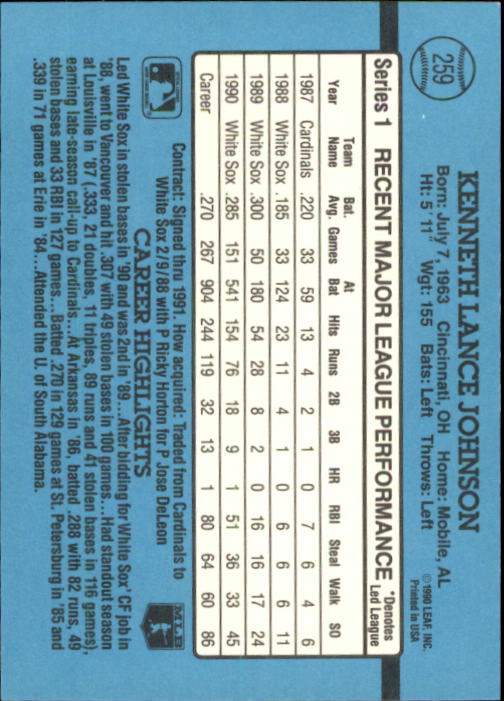 259
KENNETH LANCE JOHNSON
Born: July 7, 1963 Cincinnati, OH Home: Mobile, AL
Ht: 5' 11" Wgt: 155 Bats: Left Throws: Left
©1990 LEAF, INC.
Printed in USA
Series 1 RECENT MAJOR LEAGUE PERFORMANCE *Denotes Led League
Year Team Name Bat. Avg. Games At Bat Hits Runs 2B 3B HR RBI Steal Walk SO
1987 Cardinals .220 33 59 13 4 2 1 0 7 6 4 6
1988 White Sox .185 33 124 23 11 4 1 0 6 6 6 11
1989 White Sox .300 50 180 54 28 8 2 0 16 16 17 24
1990 White Sox .285 151 541 154 76 18 9 1 51 36 33 45
Career .270 267 904 244 119 32 13 1 80 64 60 86
Contract: Signed thru 1991. How acquired: Traded from Cardinals to
White Sox 2/9/88 with P Ricky Horton for P Jose DeLeon
CAREER HIGHLIGHTS
MLB
Led White Sox in stolen bases in '90 and was 2nd in '89...After bidding for White Sox' CF job in
'88, went to Vancouver and hit .307 with 49 stolen bases in 100 games...Had standout season
at Louisville in '87 (.333, 21 doubles, 11 triples, 89 runs and 41 stolen bases in 116 games),
earning late-season call-up to Cardinals...At Arkansas in '86, batted .288 with 82 runs, 49
stolen bases and 33 RBI in 127 games...Batted .270 in 129 games at St. Petersburg in '85 and
.339 in 71 games at Erie in '84...Attended the U. of South Alabama.